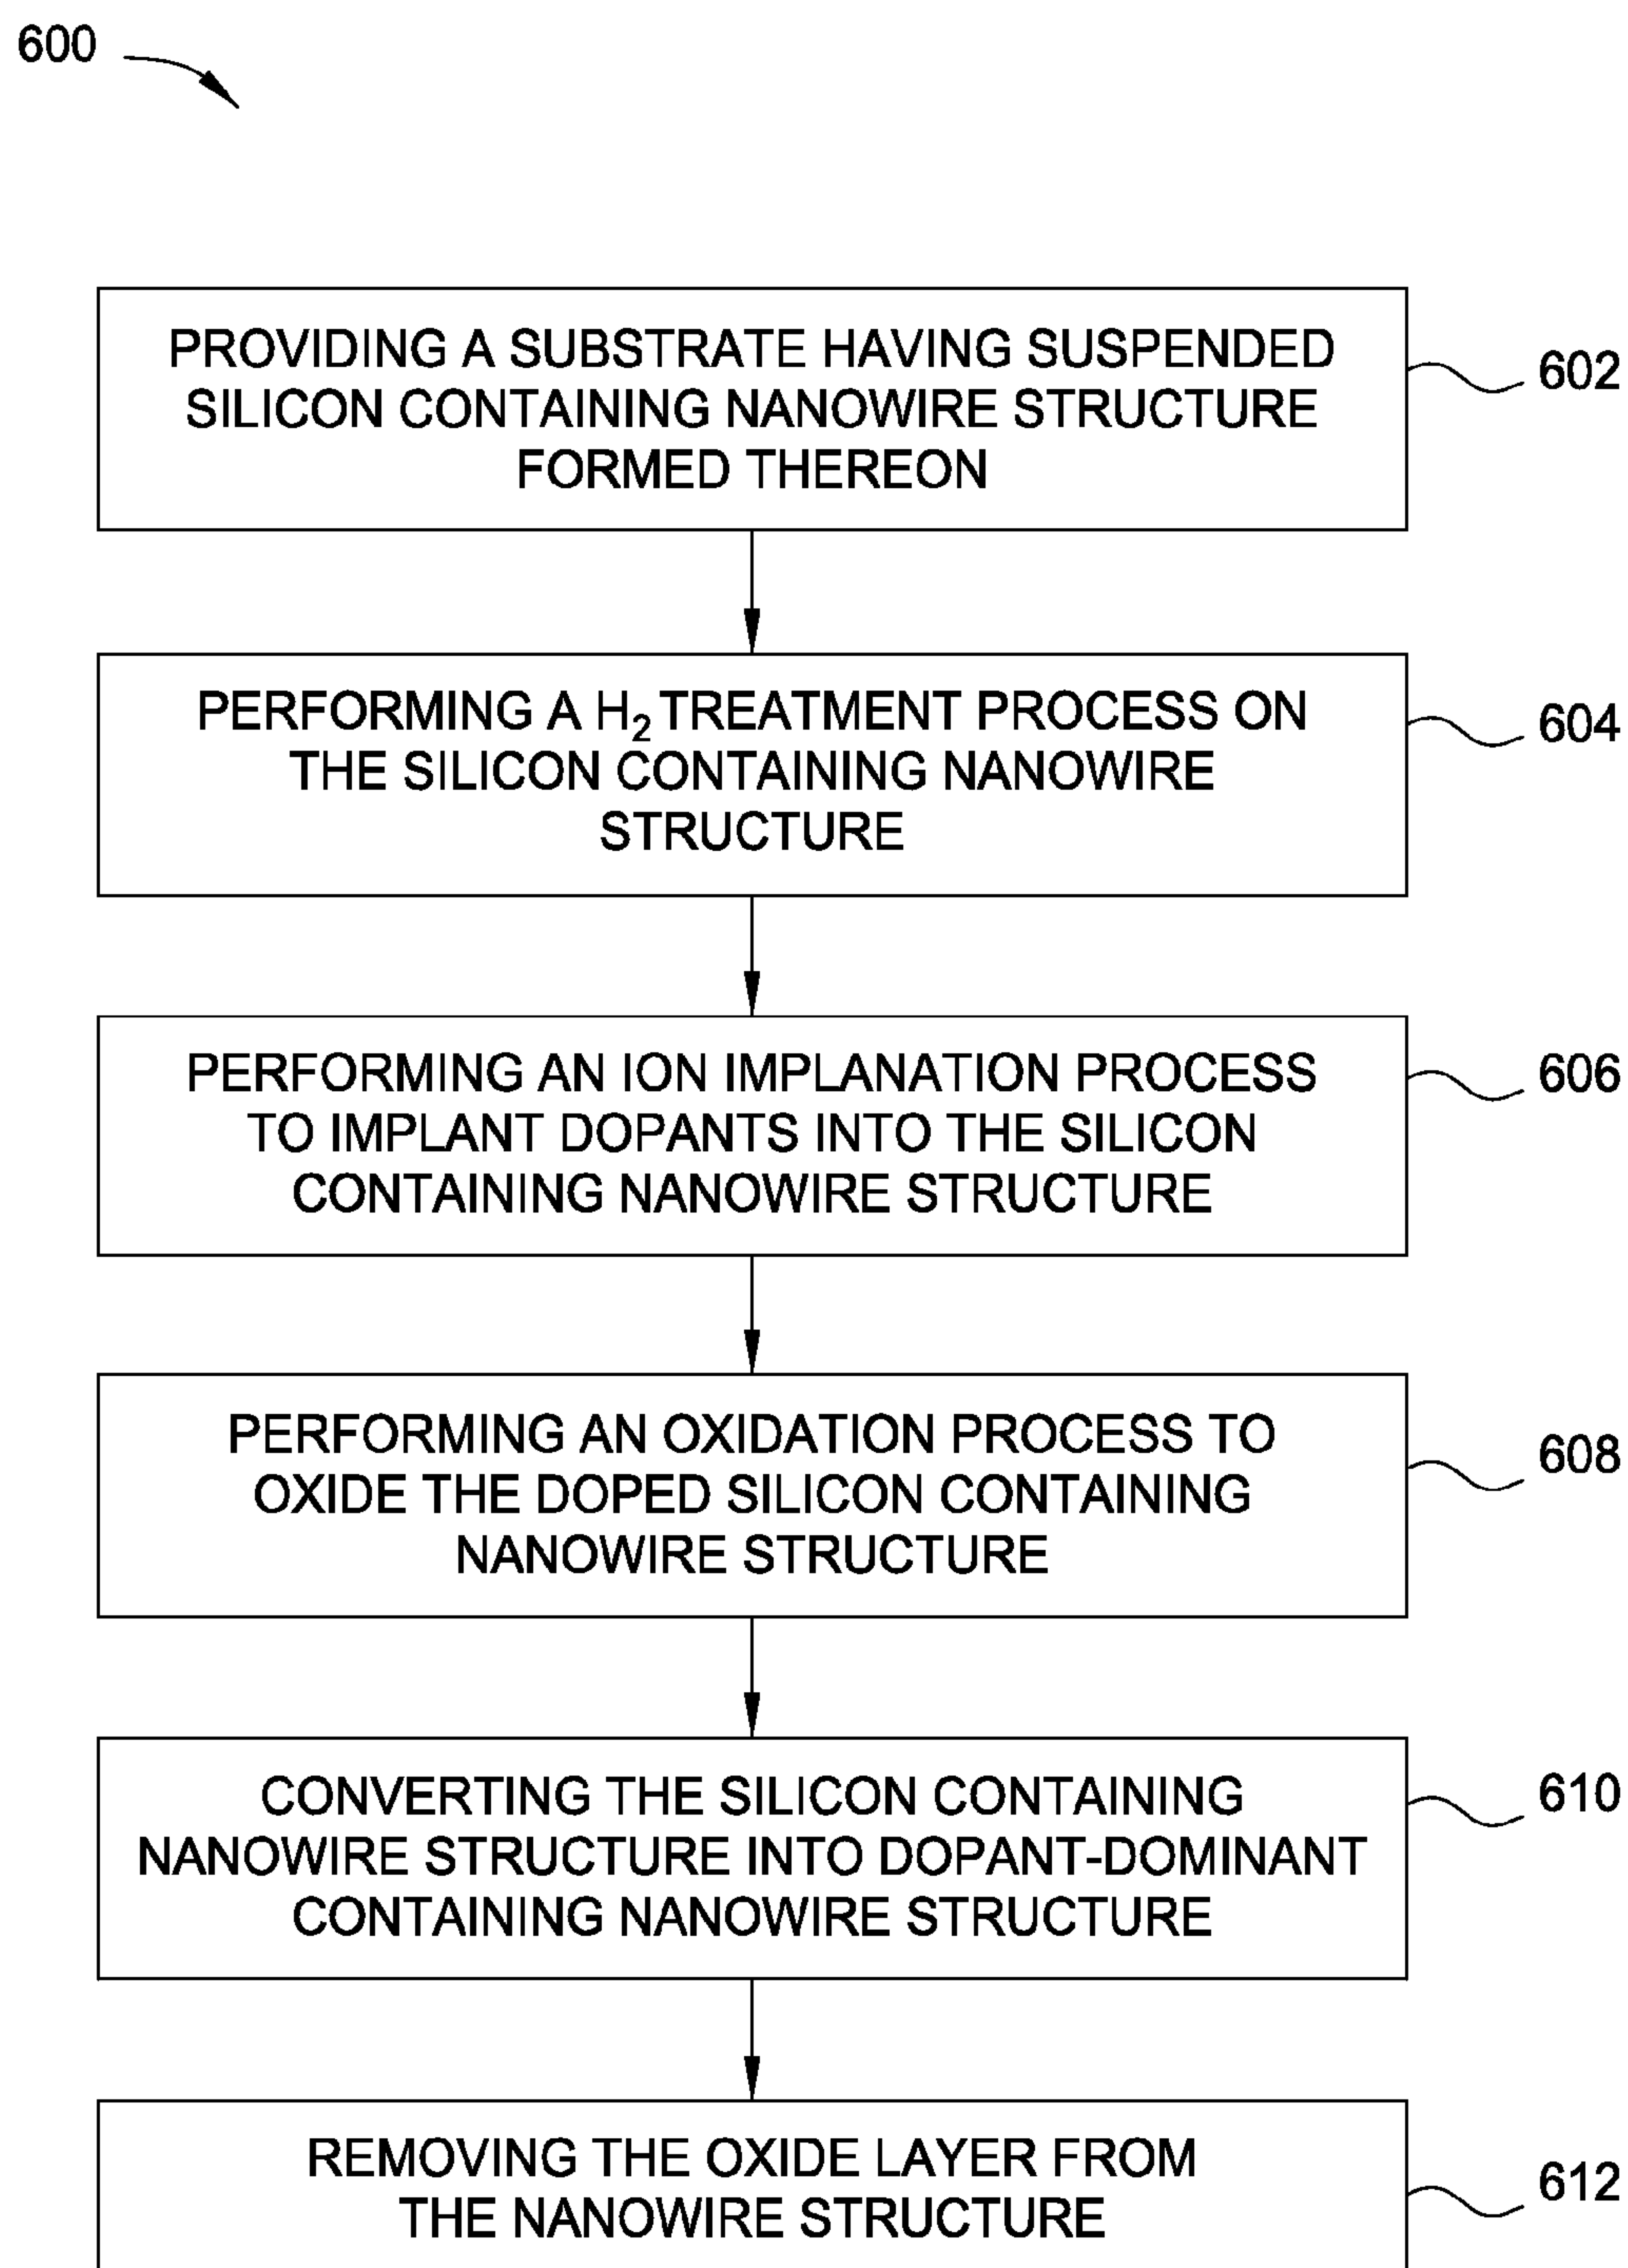 600
PROVIDING A SUBSTRATE HAVING SUSPENDED
SILICON CONTAINING NANOWIRE STRUCTURE
FORMED THEREON
602
PERFORMING A H₂ TREATMENT PROCESS ON
THE SILICON CONTAINING NANOWIRE
STRUCTURE
604
PERFORMING AN ION IMPLANATION PROCESS
TO IMPLANT DOPANTS INTO THE SILICON
CONTAINING NANOWIRE STRUCTURE
606
PERFORMING AN OXIDATION PROCESS TO
OXIDE THE DOPED SILICON CONTAINING
NANOWIRE STRUCTURE
608
CONVERTING THE SILICON CONTAINING
NANOWIRE STRUCTURE INTO DOPANT-DOMINANT
CONTAINING NANOWIRE STRUCTURE
610
REMOVING THE OXIDE LAYER FROM
THE NANOWIRE STRUCTURE
612